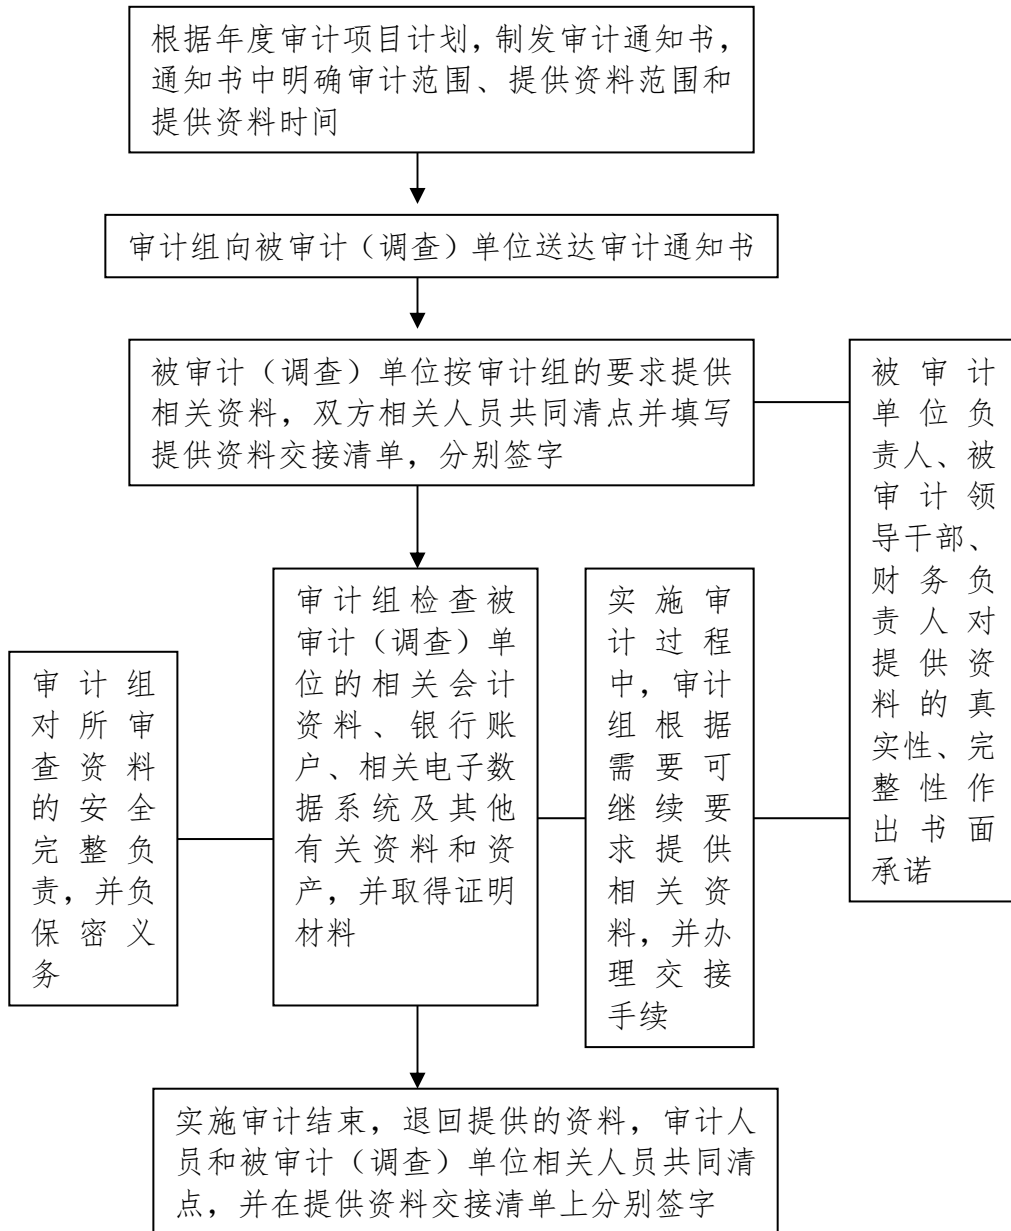 根据年度审计项目计划，制发审计通知书，
通知书中明确审计范围、提供资料范围和
提供资料时间
审计组向被审计（调查）单位送达审计通知书
被审计（调查）单位按审计组的要求提供
相关资料，双方相关人员共同清点并填写
提供资料交接清单，分别签字
被审计
单位负
责人、被
审计领
导干部、
财务负
责人对
提供资
料的真
实性、完
整性作
出书面
承诺
审计组
对所审
查资料
的安全
完整负
责，并负
保密义
务
审计组检查被
审计（调查）单
位的相关会计
资料、银行账
户、相关电子数
据系统及其他
有关资料和资
产，并取得证明
材料
实施审
计过程
中，审计
组根据
需要可
继续要
求提供
相关资
料，并办
理交接
手续
实施审计结束，退回提供的资料，审计人
员和被审计（调查）单位相关人员共同清
点，并在提供资料交接清单上分别签字